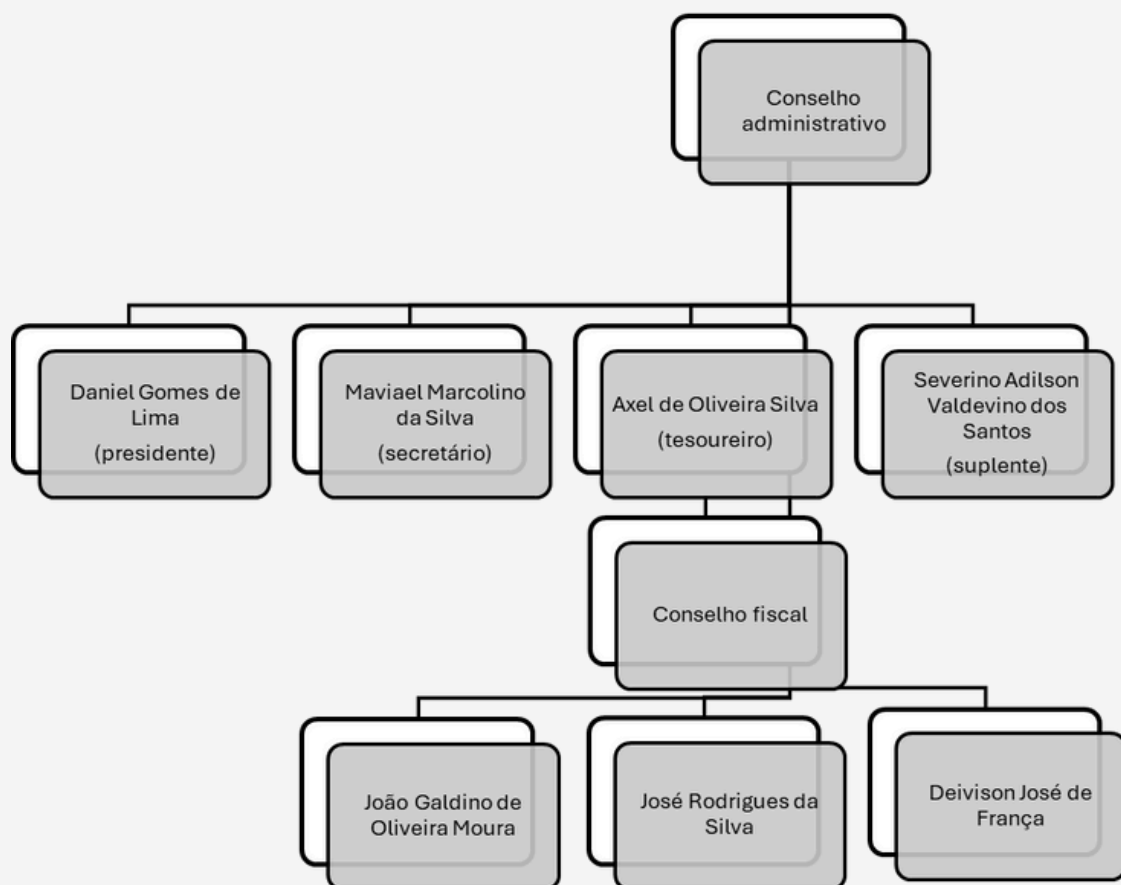 Conselho
administrativo
Daniel Gomes de
Lima
(presidente)
Maviael Marcolino
da Silva
(secretário)
Axel de Oliveira Silva
(tesoureiro)
Severino Adilson
Valdevino dos
Santos
(suplente)
Conselho fiscal
João Galdino de
Oliveira Moura
José Rodrigues da
Silva
Deivison José de
França